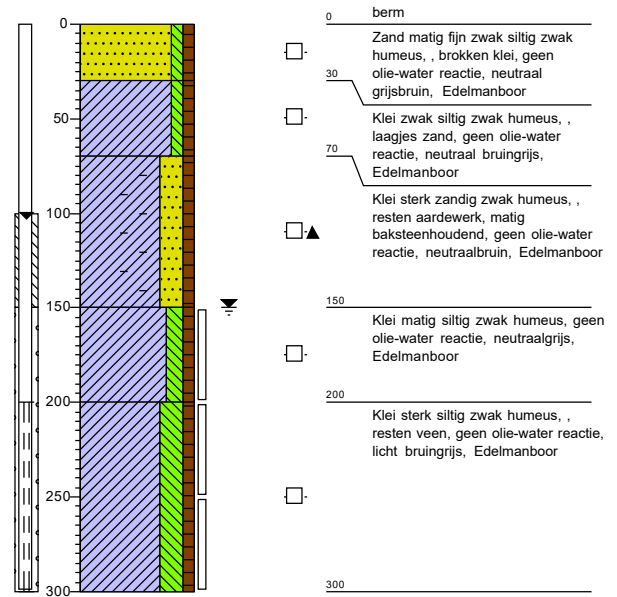 0
50
100
150
200
250
300
0
berm
Zand matig fijn zwak siltig zwak
humeus, , brokken klei, geen
olie-water reactie, neutraal
grijsbruin, Edelmanboor
30
Klei zwak siltig zwak humeus, ,
laagjes zand, geen olie-water
reactie, neutraal bruingrijs,
Edelmanboor
70
Klei sterk zandig zwak humeus, ,
resten aardewerk, matig
baksteenhoudend, geen olie-water
reactie, neutraalbruin, Edelmanboor
150
Klei matig siltig zwak humeus, geen
olie-water reactie, neutraalgrijs,
Edelmanboor
200
Klei sterk siltig zwak humeus, ,
resten veen, geen olie-water reactie,
licht bruingrijs, Edelmanboor
300